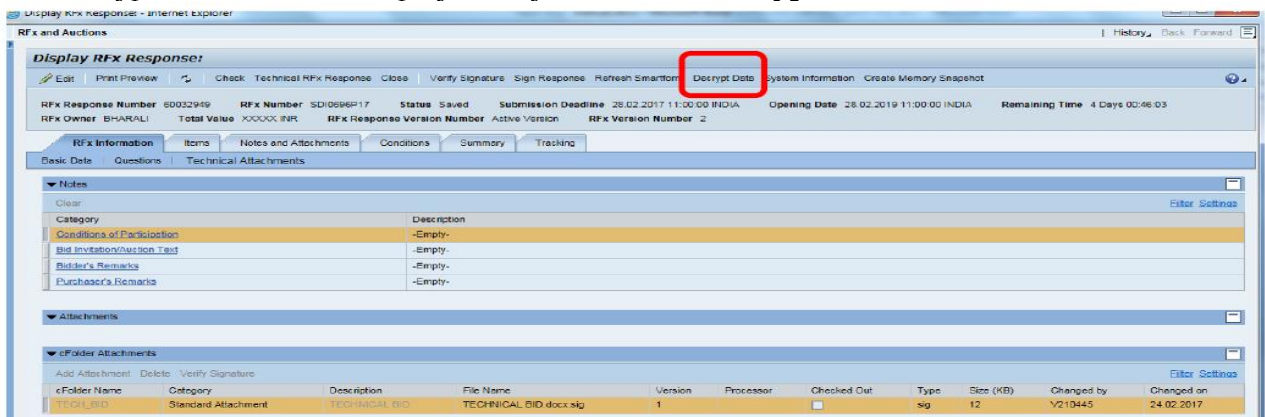 Display RFx Response: - Internet Explorer
RFx and Auctions
History Back Forward
Display RFx Response:
Edit Print Preview Check Technical RFx Response Close Verify Signature Sign Response Refresh Smartform Decrypt Data System Information Create Memory Snapshot
RFx Response Number 60032949 RFx Number SDI0696P17 Status Saved Submission Deadline 28.02.2017 11:00:00 INDIA Opening Date 28.02.2019 11:00:00 INDIA Remaining Time 4 Days 00:46:03
RFx Owner BHARALI Total Value XXXXX INR RFx Response Version Number Active Version RFx Version Number 2
RFx Information Items Notes and Attachments Conditions Summary Tracking
Basic Data Questions Technical Attachments
Notes
Clear Filter Settings
Category Description
Conditions of Participation -Empty-
Bid Invitation/Auction Text -Empty-
Bidder's Remarks -Empty-
Purchaser's Remarks -Empty-
Attachments
cFolder Attachments
Add Attachment Delete Verify Signature Filter Settings
cFolder Name Category Description File Name Version Processor Checked Out Type Size (KB) Changed by Changed on
TECH_BID Standard Attachment TECHNICAL BID TECHNICAL BID.docx.sig 1 sig 12 V210445 24.02.2017